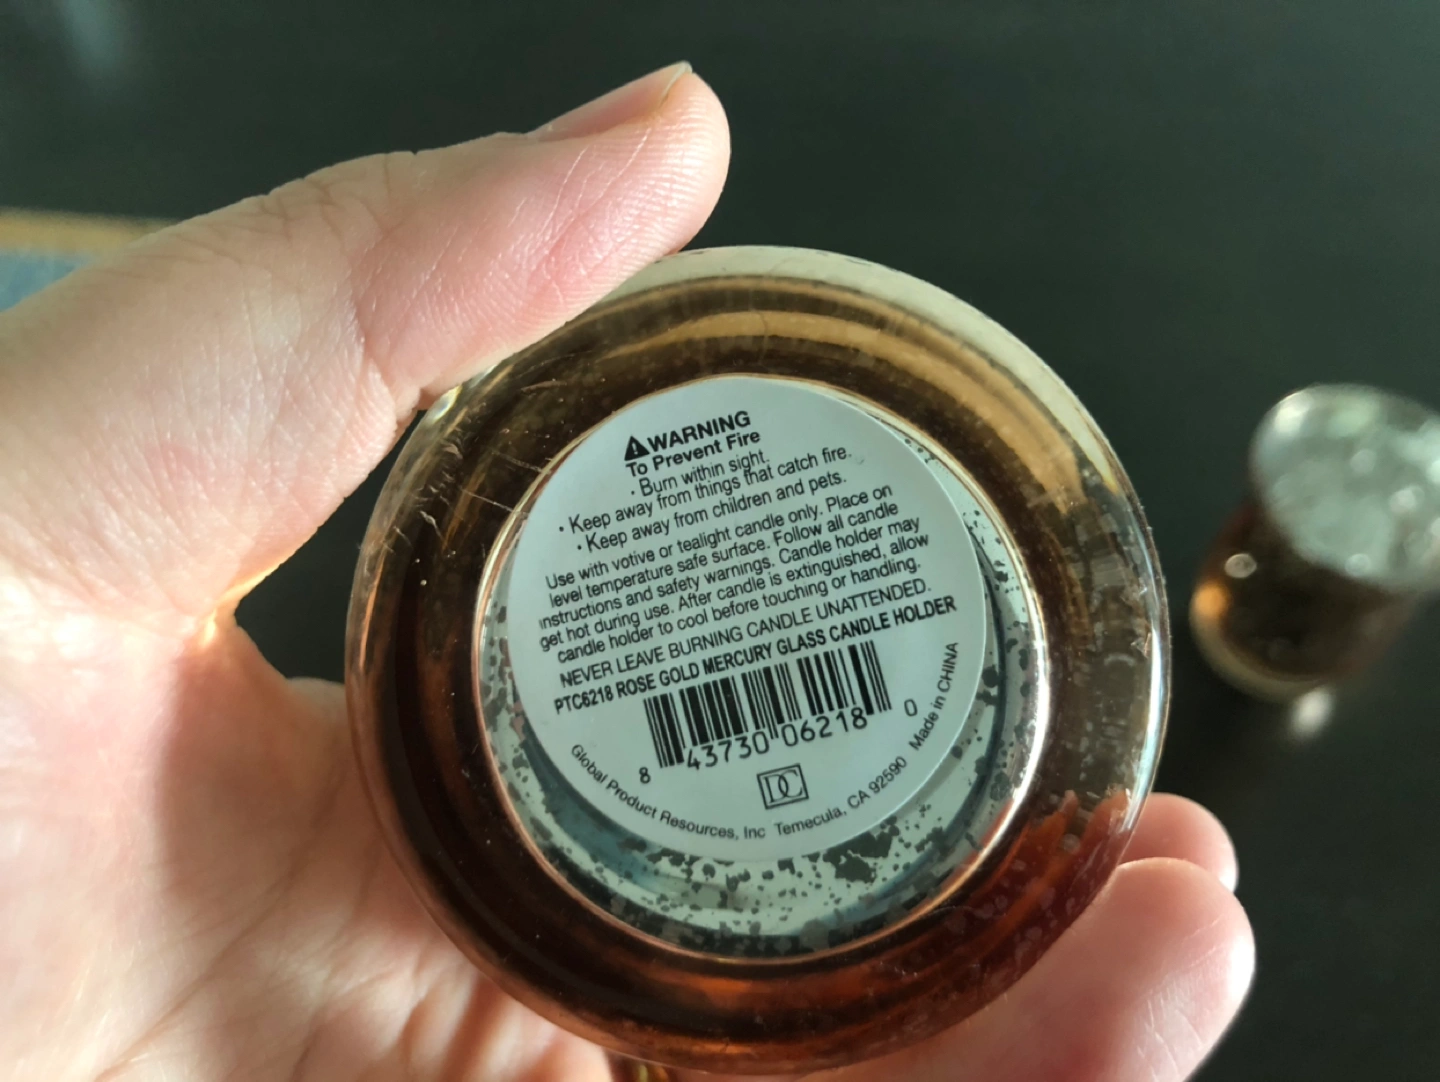 ⚠WARNING
To Prevent Fire
· Burn within sight.
· Keep away from things that catch fire.
· Keep away from children and pets.
Use with votive or tealight candle only. Place on
level temperature safe surface. Follow all candle
instructions and safety warnings. Candle holder may
get hot during use. After candle is extinguished, allow
candle holder to cool before touching or handling.
NEVER LEAVE BURNING CANDLE UNATTENDED.
PTC6218 ROSE GOLD MERCURY GLASS CANDLE HOLDER
8 43730 06218 0
DC
Global Product Resources, Inc Temecula, CA 92590 Made in CHINA